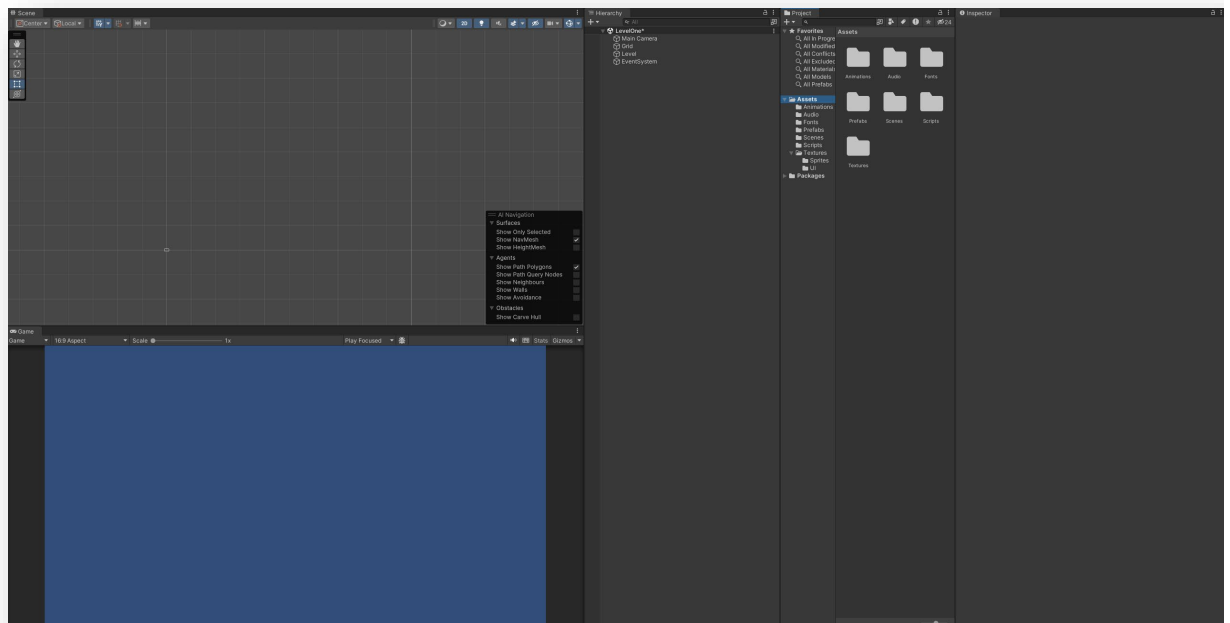 Scene
Center Local
2D
AI Navigation
Surfaces
Show Only Selected
Show NavMesh
Show HeightMesh
Agents
Show Path Polygons
Show Path Query Nodes
Show Neighbours
Show Walls
Show Avoidance
Obstacles
Show Carve Hull
Game
Game 16:9 Aspect Scale 1x Play Focused Stats Gizmos
Hierarchy
All
LevelOne*
Main Camera
Grid
Level
EventSystem
Project
24
Favorites
All In Progre
All Modified
All Conflicts
All Excluded
All Materials
All Models
All Prefabs
Assets
Animations
Audio
Fonts
Prefabs
Scenes
Scripts
Textures
Sprites
UI
Packages
Assets
Animations Audio Fonts
Prefabs Scenes Scripts
Textures
Inspector